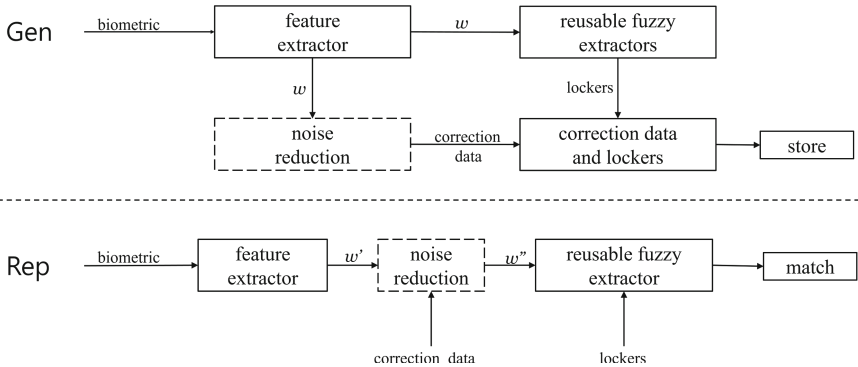 Gen
biometric
feature
extractor
w
reusable fuzzy
extractors
w
lockers
noise
reduction
correction
data
correction data
and lockers
store
Rep
biometric
feature
extractor
w'
noise
reduction
w"
reusable fuzzy
extractor
match
correction data
lockers